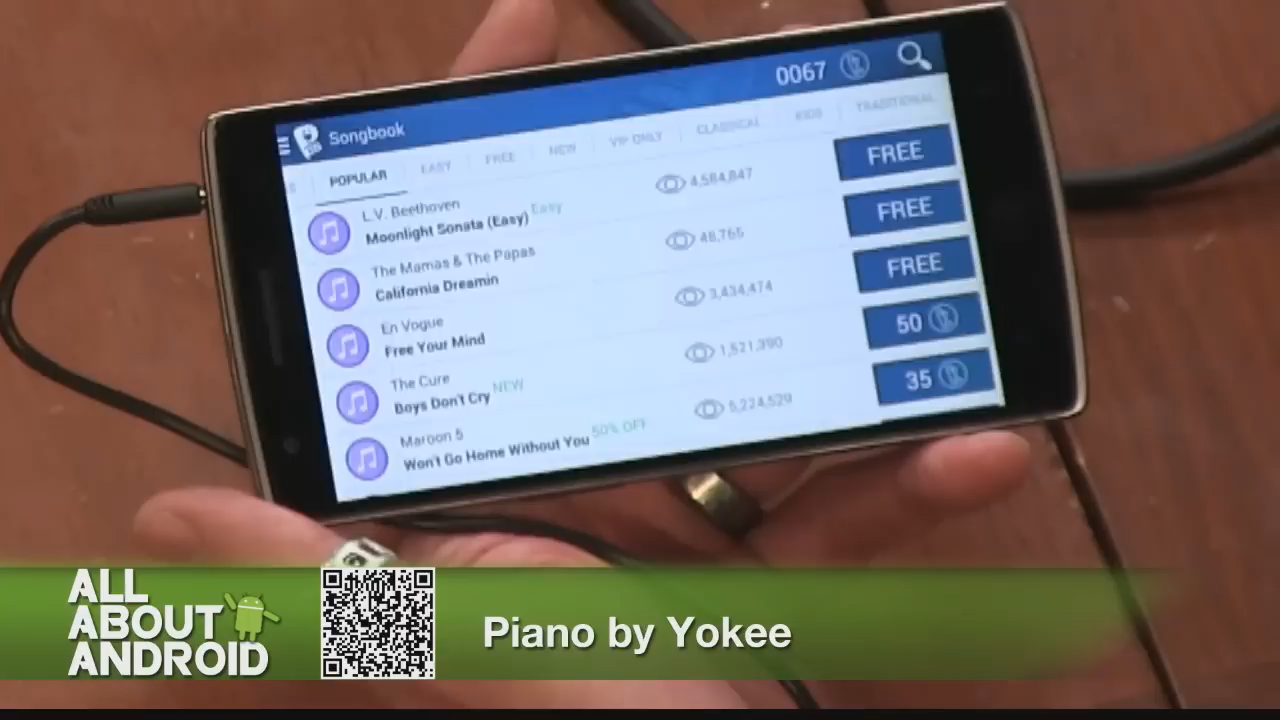 0067
Songbook
S POPULAR EASY FREE NEW VIP ONLY CLASSICAL KIDS TRADITIONAL
L.V. Beethoven
Moonlight Sonata (Easy) Easy
4,584,847
FREE
The Mamas & The Papas
California Dreamin
48,765
FREE
En Vogue
Free Your Mind
3,434,474
FREE
The Cure
Boys Don't Cry NEW
1,521,390
50
Maroon 5
Won't Go Home Without You 50% OFF
5,224,529
35
ALL
ABOUT
ANDROID
Piano by Yokee